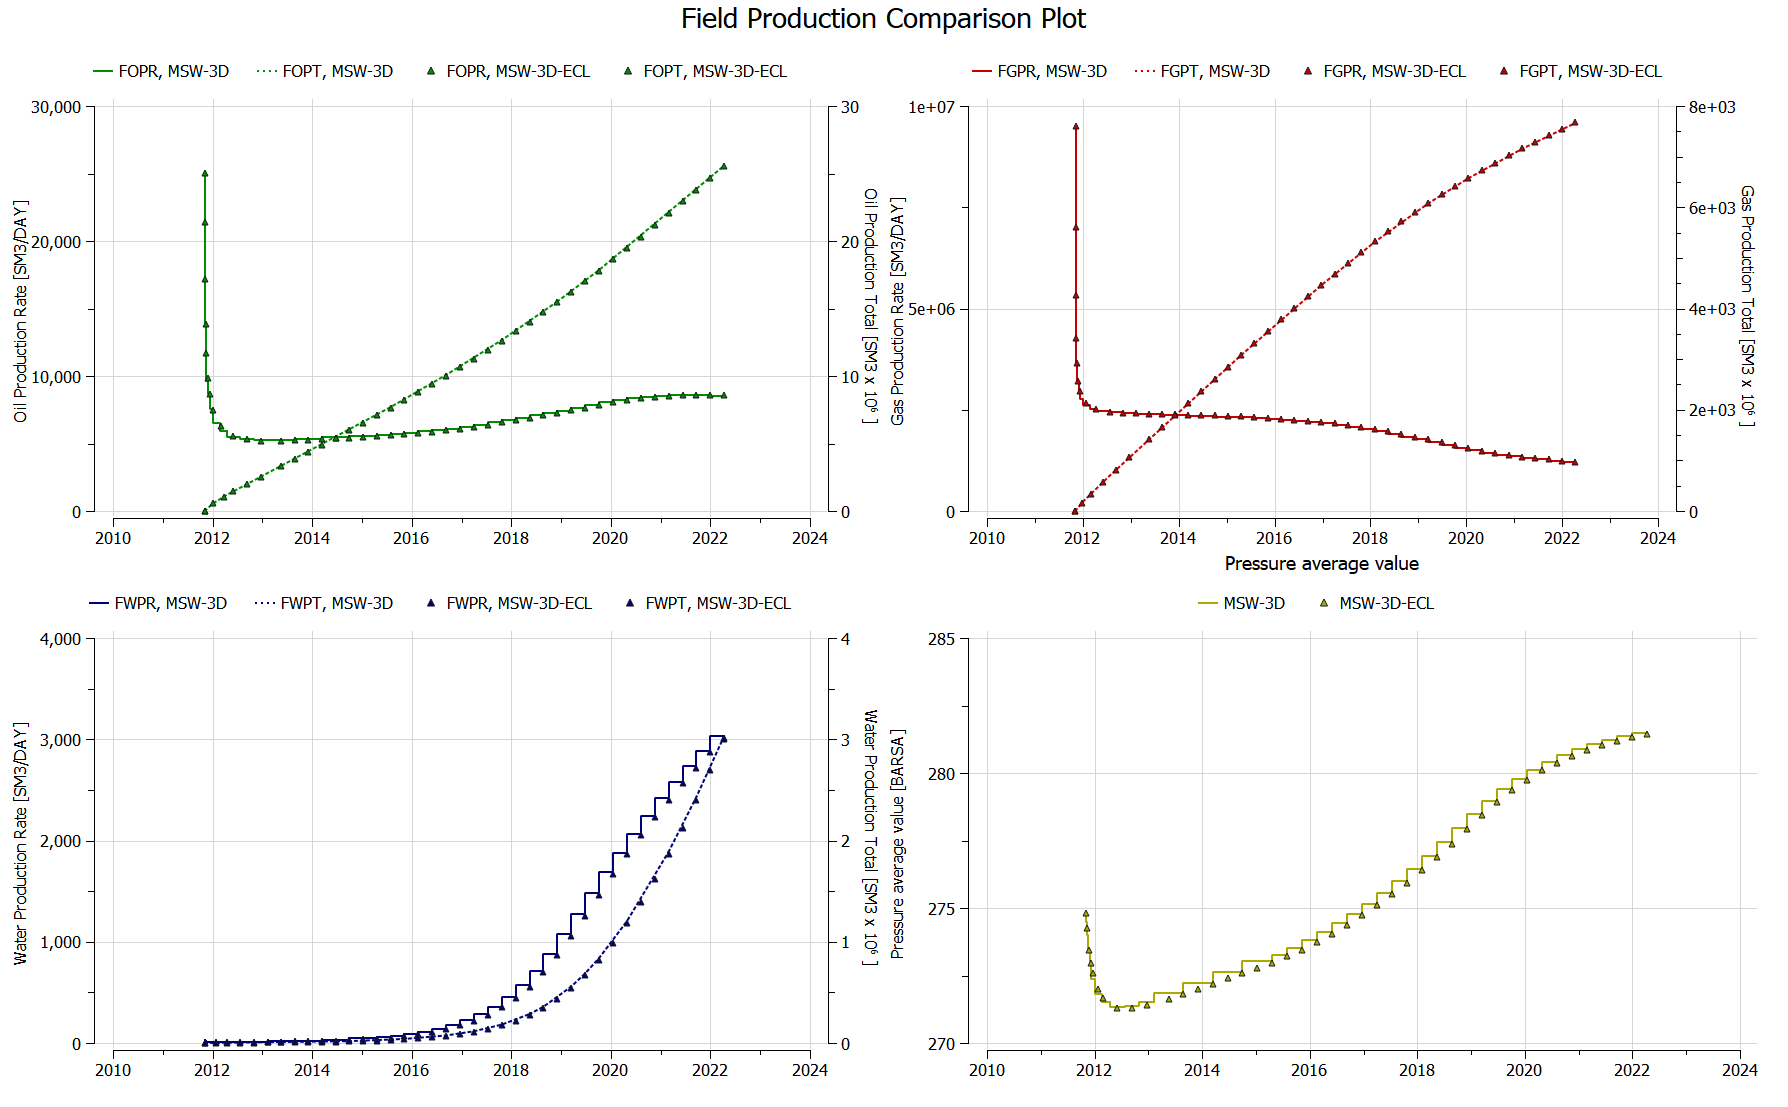 Field Production Comparison Plot
FOPR, MSW-3D FOPT, MSW-3D FOPR, MSW-3D-ECL FOPT, MSW-3D-ECL
30,000
20,000
10,000
0
Oil Production Rate [SM3/DAY]
30
20
10
0
Oil Production Total [SM3 x 10⁶ ]
2010 2012 2014 2016 2018 2020 2022 2024
FGPR, MSW-3D FGPT, MSW-3D FGPR, MSW-3D-ECL FGPT, MSW-3D-ECL
1e+07
5e+06
0
Gas Production Rate [SM3/DAY]
8e+03
6e+03
4e+03
2e+03
0
Gas Production Total [SM3 x 10⁶ ]
2010 2012 2014 2016 2018 2020 2022 2024
FWPR, MSW-3D FWPT, MSW-3D FWPR, MSW-3D-ECL FWPT, MSW-3D-ECL
4,000
3,000
2,000
1,000
0
Water Production Rate [SM3/DAY]
4
3
2
1
0
Water Production Total [SM3 x 10⁶ ]
2010 2012 2014 2016 2018 2020 2022 2024
Pressure average value
MSW-3D MSW-3D-ECL
285
280
275
270
Pressure average value [BARSA]
2010 2012 2014 2016 2018 2020 2022 2024